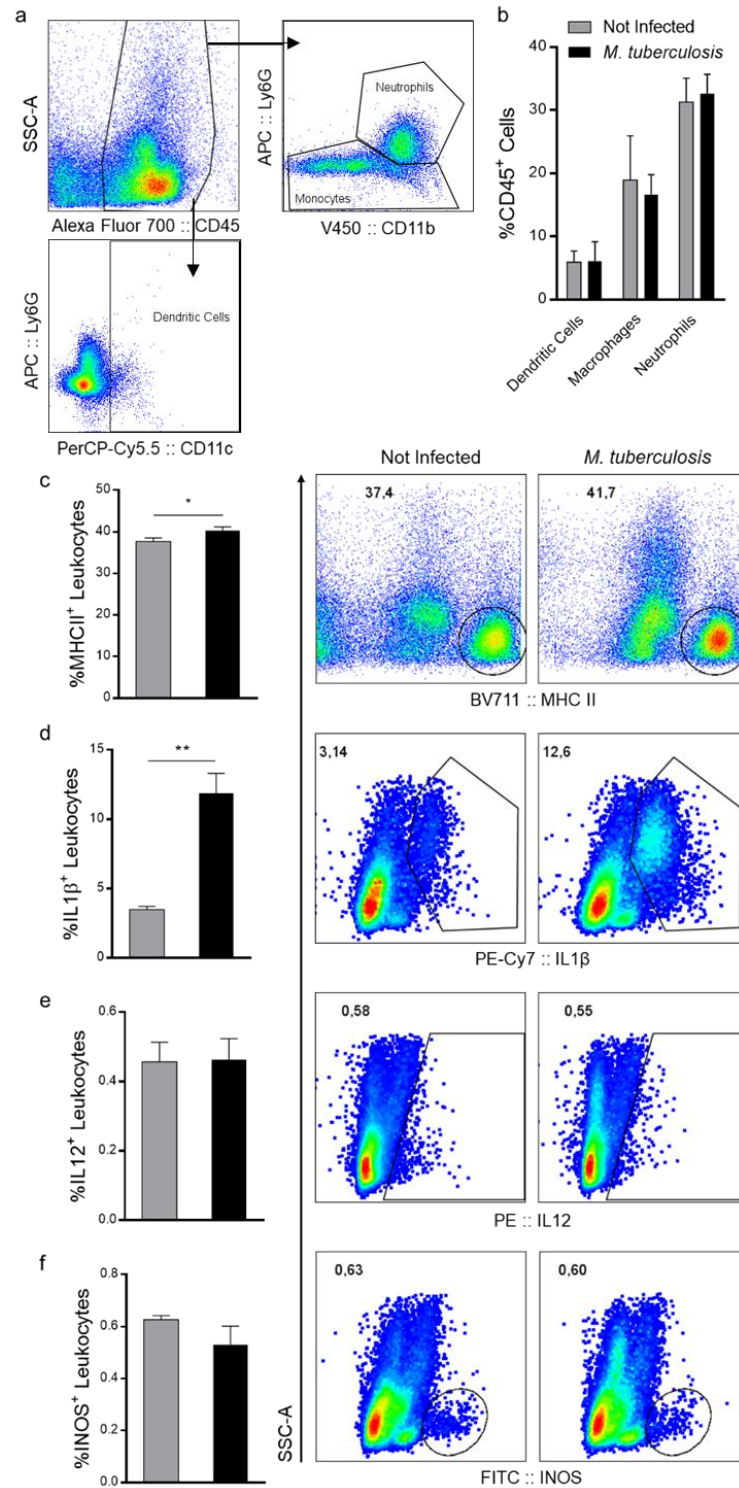 a
SSC-A
Alexa Fluor 700 :: CD45
APC :: Ly6G
Neutrophils
Monocytes
V450 :: CD11b
APC :: Ly6G
Dendritic Cells
PerCP-Cy5.5 :: CD11c
b
Not Infected
M. tuberculosis
%CD45⁺ Cells
40
30
20
10
0
Dendritic Cells
Macrophages
Neutrophils
Not Infected
M. tuberculosis
c
%MHCII⁺ Leukocytes
50
40
30
20
10
0
*
37,4
41,7
BV711 :: MHC II
d
%IL1β⁺ Leukocytes
15
10
5
0
**
3,14
12,6
PE-Cy7 :: IL1β
e
%IL12⁺ Leukocytes
0.6
0.4
0.2
0.0
0,58
0,55
PE :: IL12
f
%INOS⁺ Leukocytes
0.8
0.6
0.4
0.2
0.0
0,63
0,60
SSC-A
FITC :: INOS